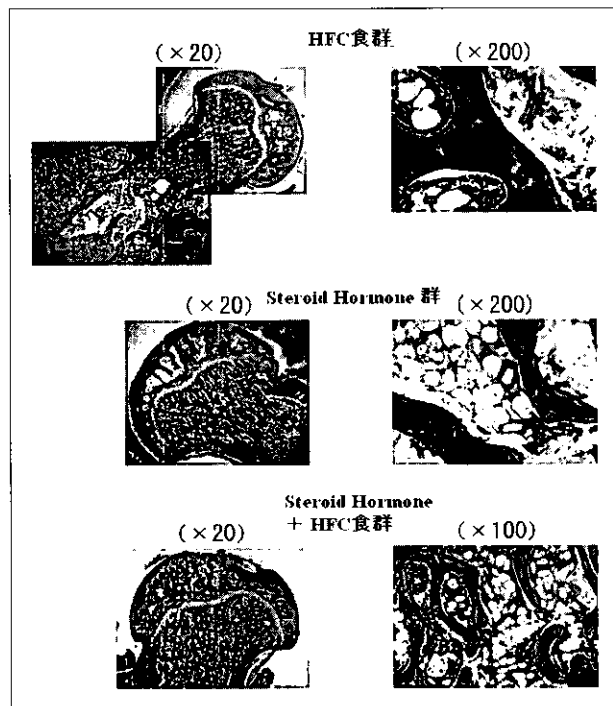 HFC食群
(×20) (×200)
Steroid Hormone 群
(×20) (×200)
Steroid Hormone
+ HFC食群
(×20) (×100)